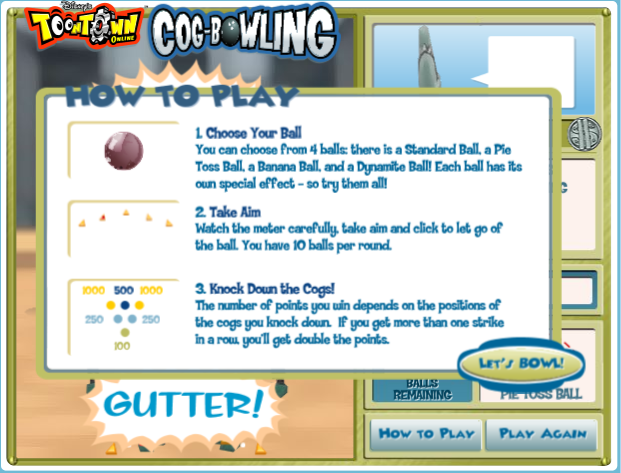 Disney's
TOONTOWN
ONLINE
COG-BOWLING
HOW TO PLAY
1. Choose Your Ball
You can choose from 4 balls: there is a Standard Ball, a Pie
Toss Ball, a Banana Ball, and a Dynamite Ball! Each ball has its
own special effect - so try them all!
2. Take Aim
Watch the meter carefully, take aim and click to let go of
the ball. You have 10 balls per round.
1000 500 1000
250 250
100
3. Knock Down the Cogs!
The number of points you win depends on the positions of
the cogs you knock down. If you get more than one strike
in a row, you'll get double the points.
LET'S BOWL!
GUTTER!
BALLS
REMAINING
PIE TOSS BALL
HOW TO PLAY
PLAY AGAIN